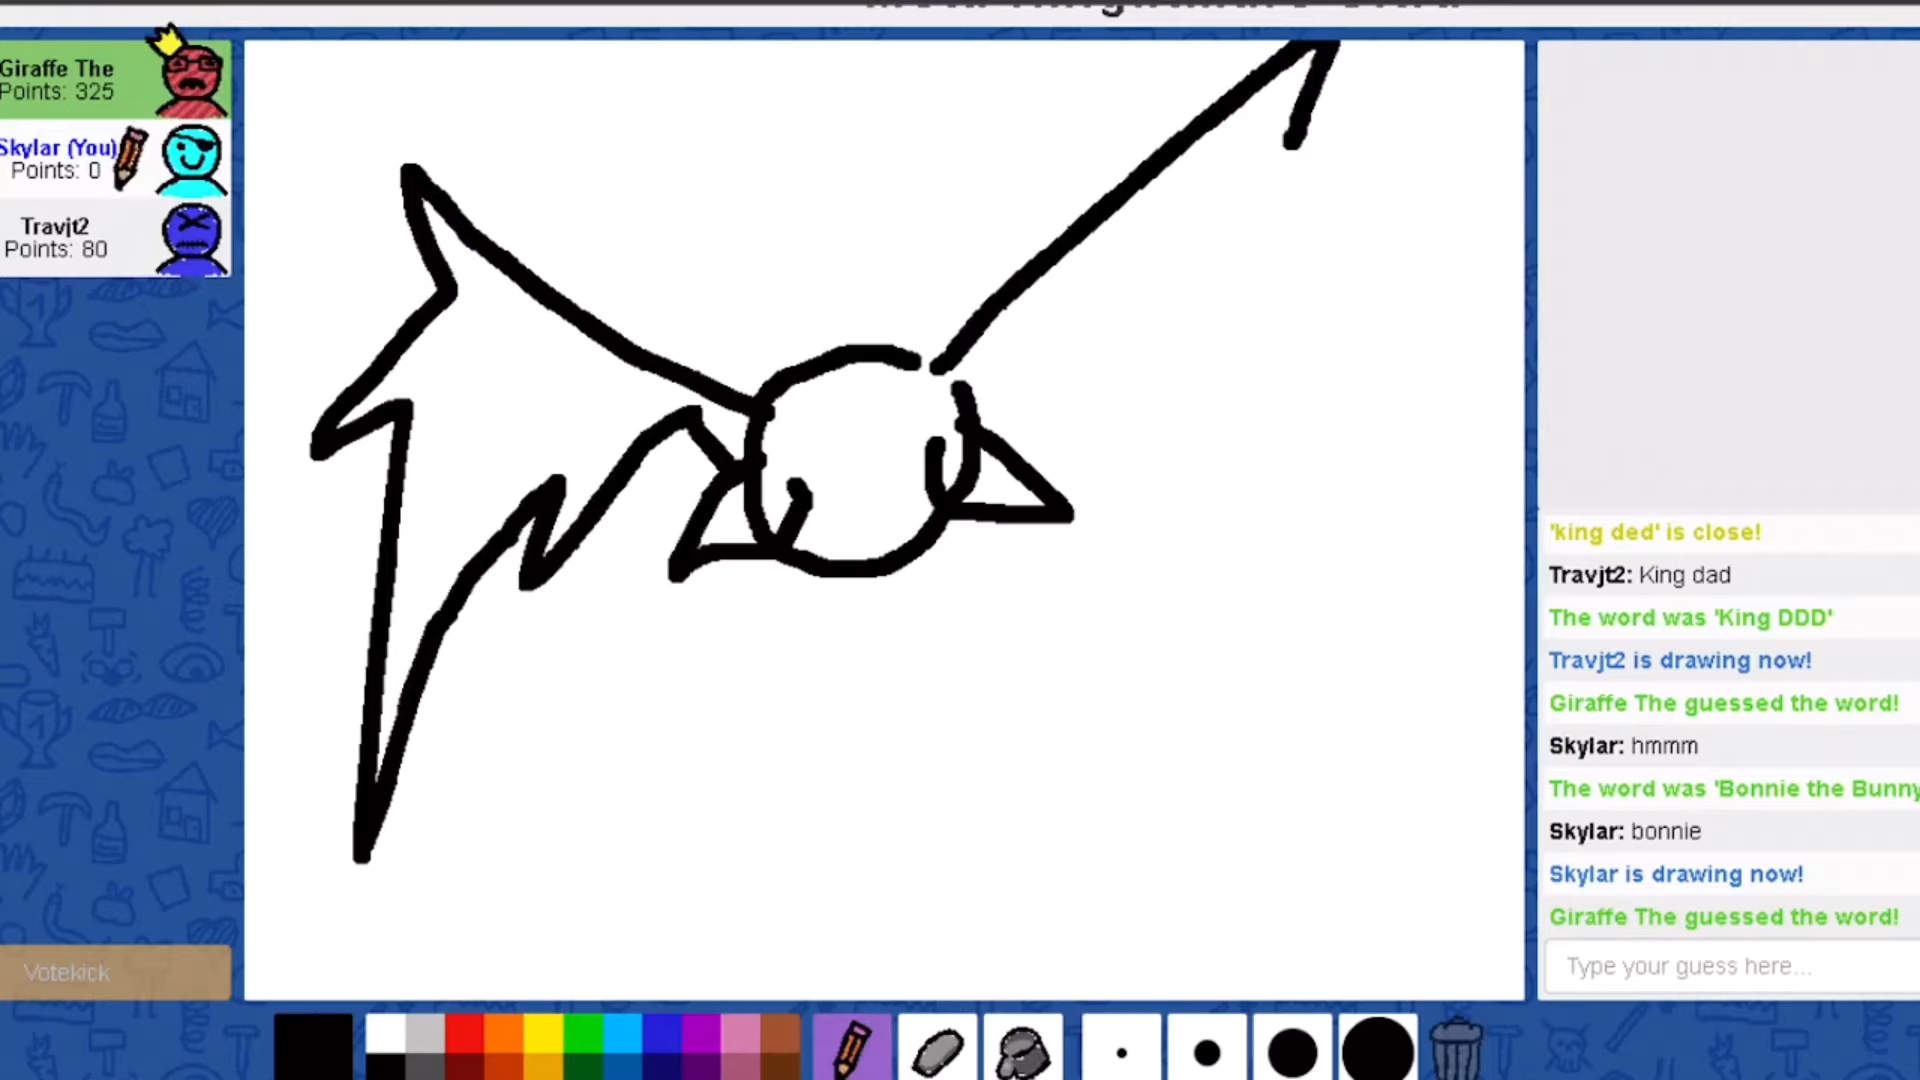 Giraffe The
Points: 325
Skylar (You)
Points: 0
Travjt2
Points: 80
Votekick
'king ded' is close!
Travjt2: King dad
The word was 'King DDD'
Travjt2 is drawing now!
Giraffe The guessed the word!
Skylar: hmmm
The word was 'Bonnie the Bunny
Skylar: bonnie
Skylar is drawing now!
Giraffe The guessed the word!
Type your guess here...